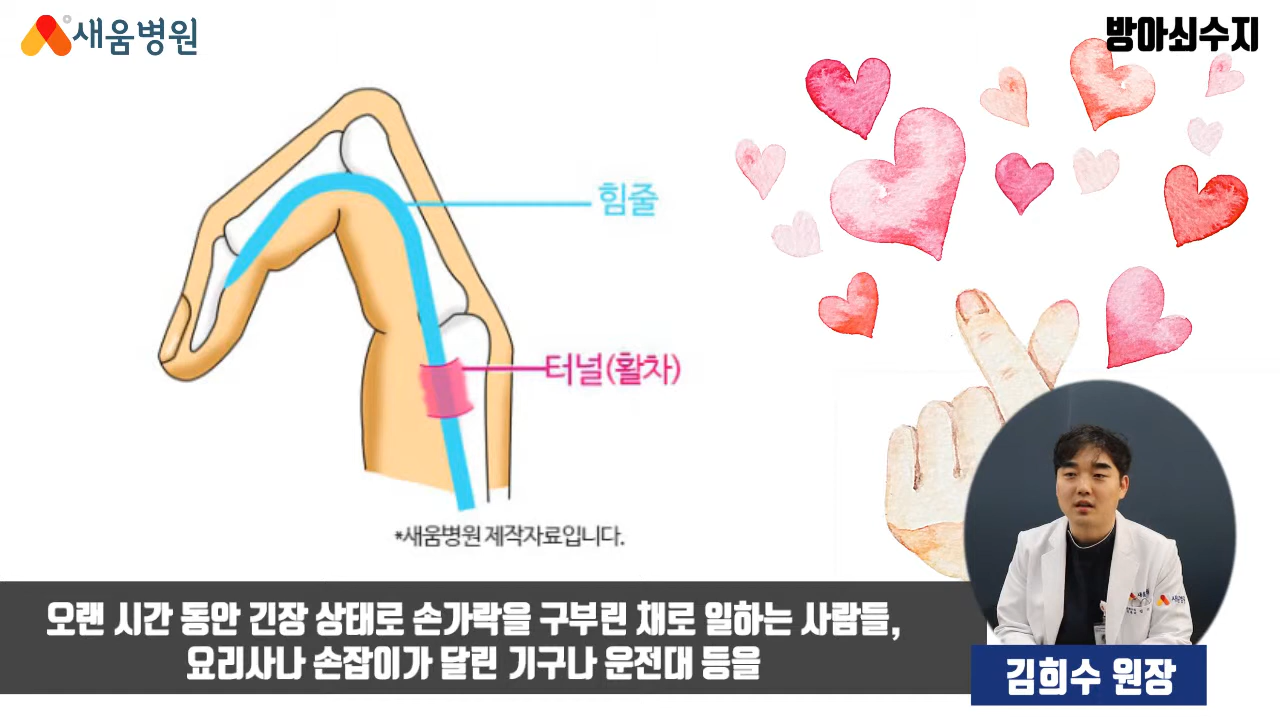 새움병원
방아쇠수지
힘줄
터널(활차)
*새움병원 제작자료입니다.
오랜 시간 동안 긴장 상태로 손가락을 구부린 채로 일하는 사람들,
요리사나 손잡이가 달린 기구나 운전대 등을
김희수 원장